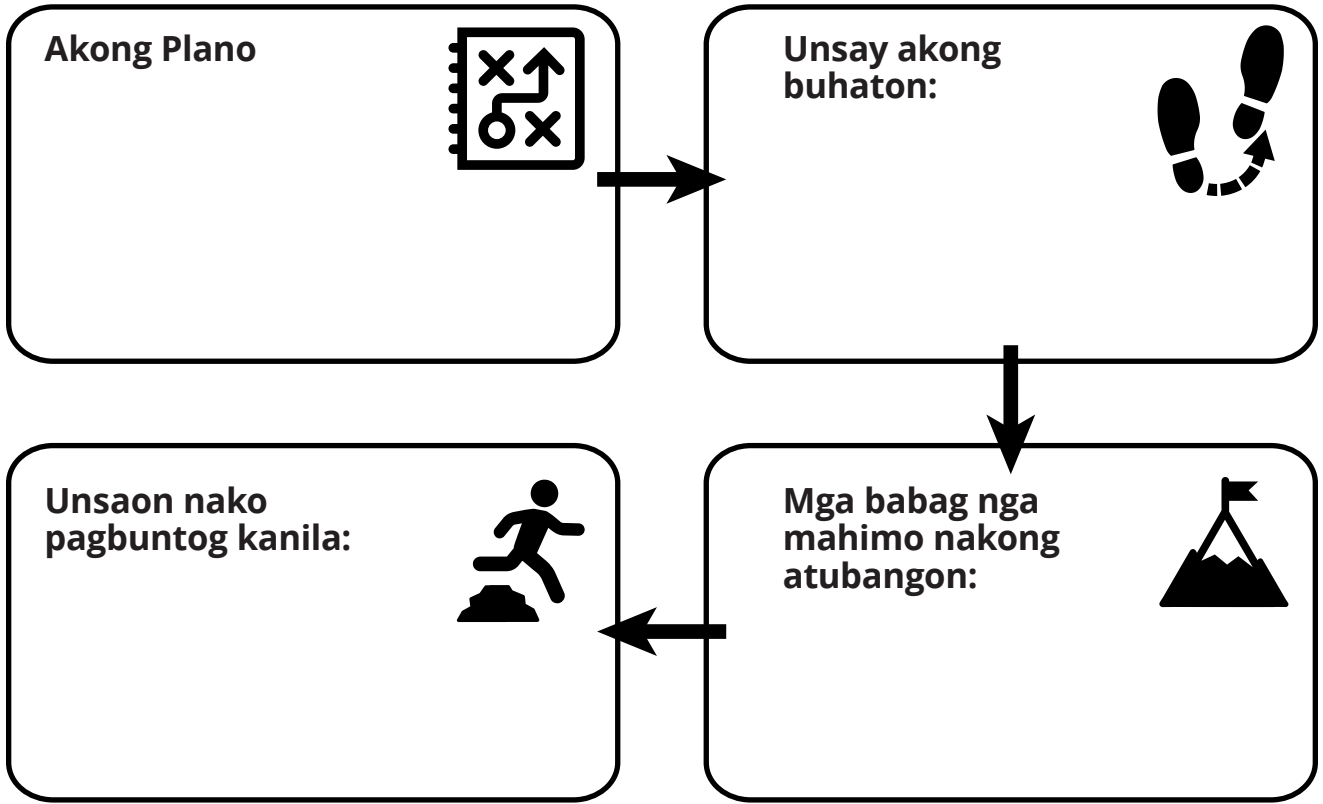 Akong Plano
Unsay akong
buhaton:
Mga babag nga
mahimo nakong
atubangon:
Unsaon nako
pagbuntog kanila: